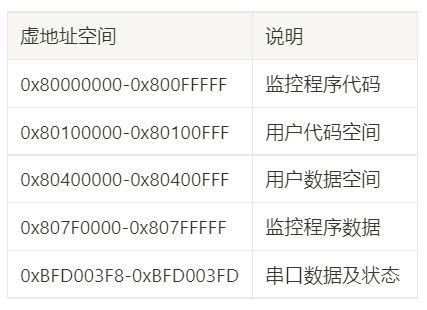 虚地址空间 说明
0x80000000-0x800FFFFF 监控程序代码
0x80100000-0x80100FFF 用户代码空间
0x80400000-0x80400FFF 用户数据空间
0x807F0000-0x807FFFFF 监控程序数据
0xBFD003F8-0xBFD003FD 串口数据及状态